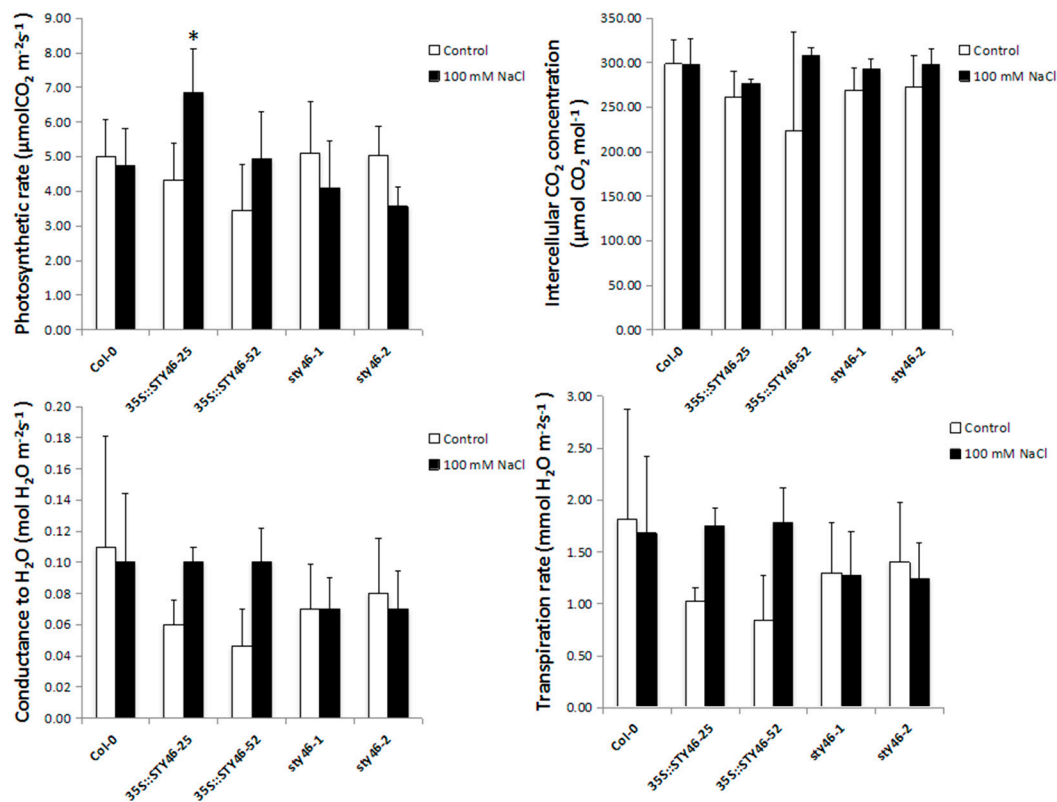 Photosynthetic rate (µmolCO₂ m⁻²s⁻¹)
9.00
8.00
7.00
6.00
5.00
4.00
3.00
2.00
1.00
0.00
*
Control
100 mM NaCl
Col-0
35S::STY46-25
35S::STY46-52
sty46-1
sty46-2
Intercellular CO₂ concentration
(µmol CO₂ mol⁻¹)
350.00
300.00
250.00
200.00
150.00
100.00
50.00
00.00
Control
100 mM NaCl
Col-0
35S::STY46-25
35S::STY46-52
sty46-1
sty46-2
Conductance to H₂O (mol H₂O m⁻²s⁻¹)
0.20
0.18
0.16
0.14
0.12
0.10
0.08
0.06
0.04
0.02
0.00
Control
100 mM NaCl
Col-0
35S::STY46-25
35S::STY46-52
sty46-1
sty46-2
Transpiration rate (mmol H₂O m⁻²s⁻¹)
3.00
2.50
2.00
1.50
1.00
0.50
0.00
Control
100 mM NaCl
Col-0
35S::STY46-25
35S::STY46-52
sty46-1
sty46-2